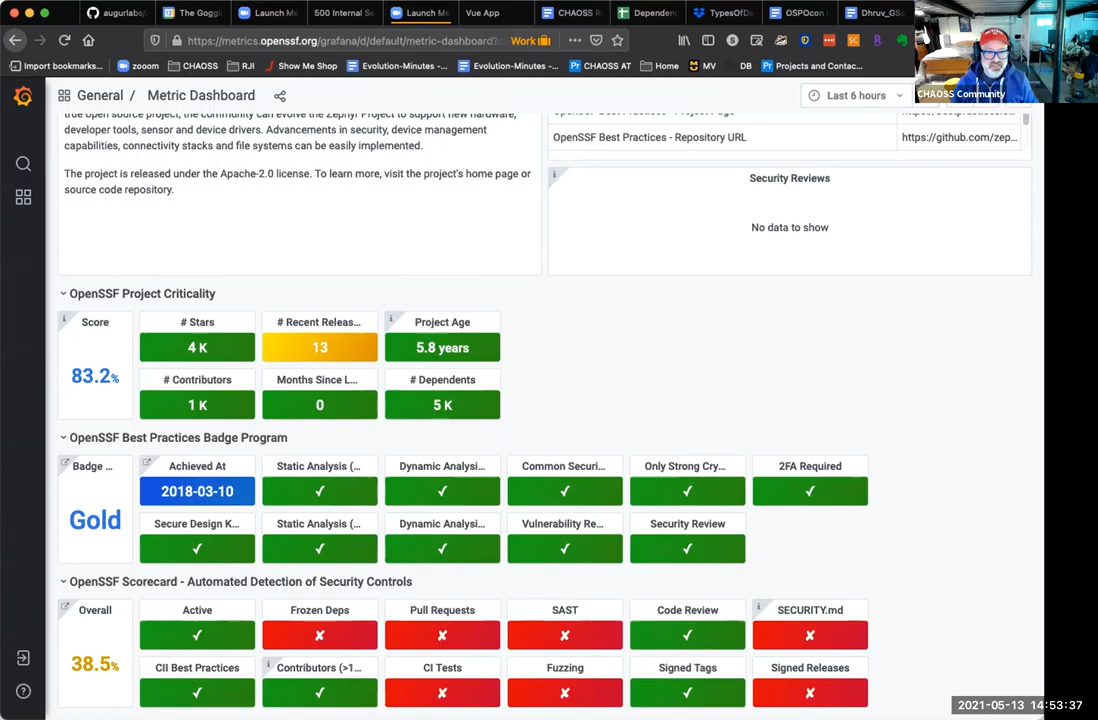 augurlabs/
The Goggi
Launch Me
500 Internal Se
Launch Me
Vue App
CHAOSS R
Dependen
TypesOfDe
OSPOcon
Dhruv_GSo
https://metrics.openssf.org/grafana/d/default/metric-dashboard?c
Work
Import bookmarks...
zooom
CHAOSS
RJI
Show Me Shop
Evolution-Minutes -...
Evolution-Minutes -...
CHAOSS AT
Home
MV
DB
Projects and Contac...
CHAOSS Community
General / Metric Dashboard
Last 6 hours
true open source project, the community can evolve the Zephyr Project to support new hardware,
developer tools, sensor and device drivers. Advancements in security, device management
capabilities, connectivity stacks and file systems can be easily implemented.
The project is released under the Apache-2.0 license. To learn more, visit the project's home page or
source code repository.
OpenSSF Best Practices - Repository URL
https://github.com/zep...
Security Reviews
No data to show
OpenSSF Project Criticality
Score
# Stars
# Recent Releas...
Project Age
83.2%
4 K
13
5.8 years
# Contributors
Months Since L...
# Dependents
1 K
0
5 K
OpenSSF Best Practices Badge Program
Badge ...
Achieved At
Static Analysis (...
Dynamic Analysi...
Common Securi...
Only Strong Cry...
2FA Required
Gold
2018-03-10
✓
✓
✓
✓
✓
Secure Design K...
Static Analysis (...
Dynamic Analysi...
Vulnerability Re...
Security Review
✓
✓
✓
✓
✓
OpenSSF Scorecard - Automated Detection of Security Controls
Overall
Active
Frozen Deps
Pull Requests
SAST
Code Review
SECURITY.md
38.5%
✓
✘
✘
✘
✓
✘
CII Best Practices
Contributors (>1...
CI Tests
Fuzzing
Signed Tags
Signed Releases
✓
✓
✘
✘
✓
✘
2021-05-13 14:53:37